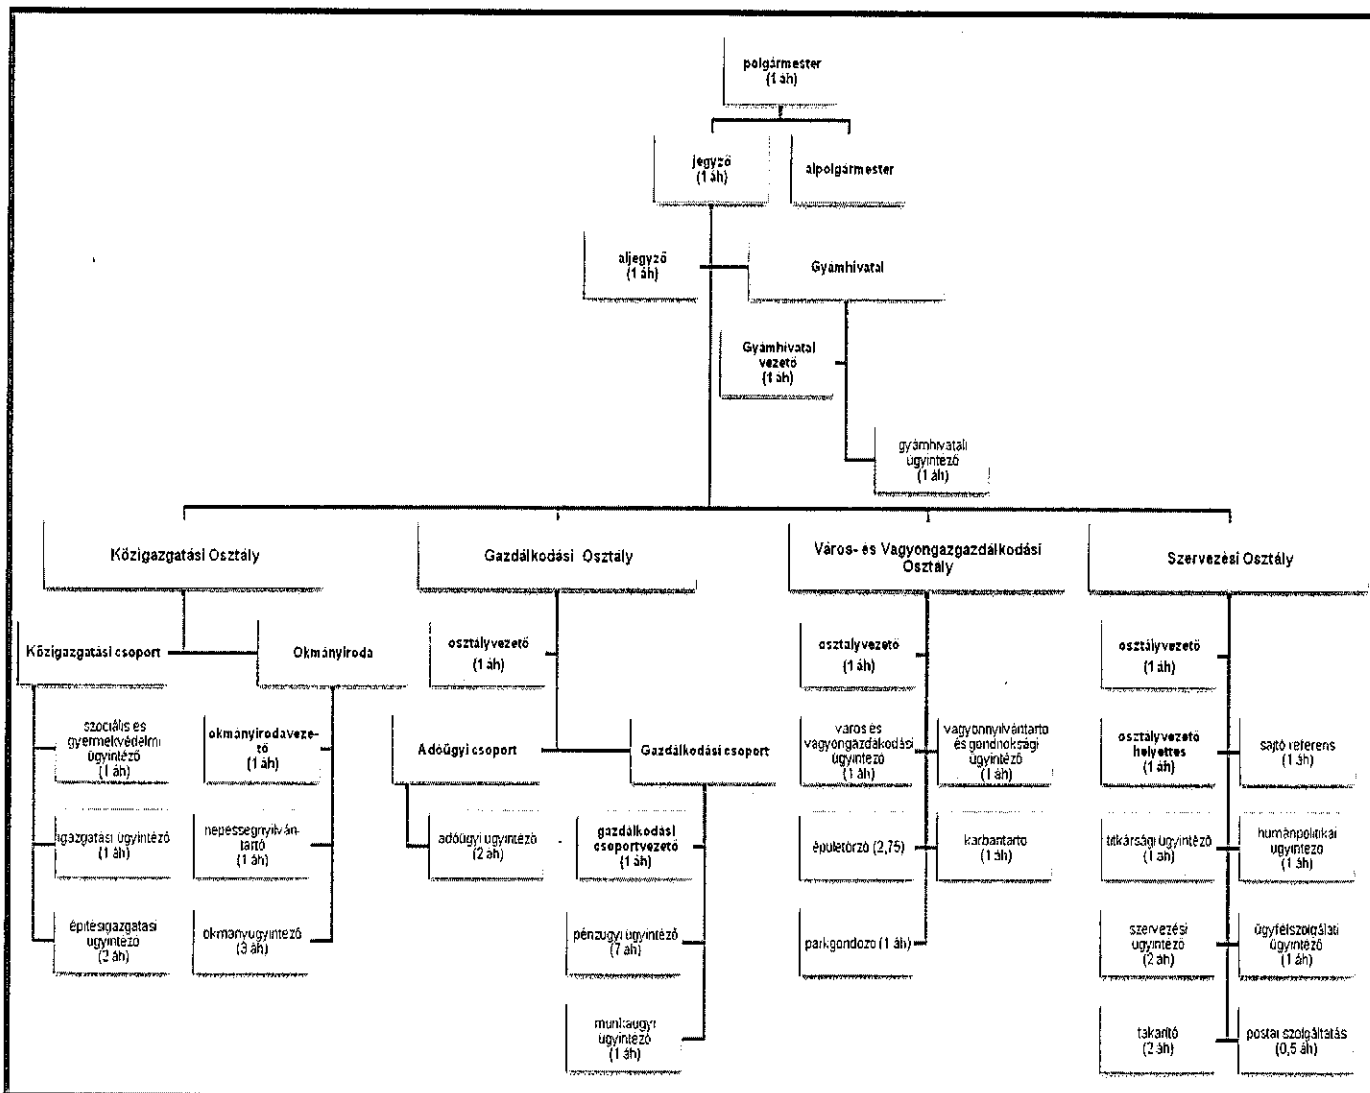 polgármester
(1 áh)
jegyző
(1 áh)
alpolgármester
aljegyző
(1 áh)
Gyámhivatal
Gyámhivatal
vezető
(1 áh)
gyámhivatali
ügyintéző
(1 áh)
Közigazgatási Osztály
Gazdálkodási Osztály
Város- és Vagyongazgazdálkodási
Osztály
Szervezési Osztály
Közigazgatási csoport
Okmányiroda
osztályvezető
(1 áh)
osztályvezető
(1 áh)
osztályvezető
(1 áh)
szociális és
gyermekvédelmi
ügyintéző
(1 áh)
okmányirodaveze-
tő
(1 áh)
Adóügyi csoport
Gazdálkodási csoport
város és
vagyongazdákodási
ügyintéző
(1 áh)
vagyonnyilvántartó
és gondnoksági
ügyintéző
(1 áh)
osztályvezető
helyettes
(1 áh)
sajtó referens
(1 áh)
igazgatási ügyintéző
(1 áh)
népességnyilván-
tartó
(1 áh)
adóügyi ügyintéző
(2 áh)
gazdálkodási
csoportvezető
(1 áh)
épületőrző (2,75)
karbantartó
(1 áh)
titkársági ügyintéző
(1 áh)
humánpolitikai
ügyintéző
(1 áh)
építésigazgatási
ügyintéző
(2 áh)
okmányügyintéző
(3 áh)
pénzügyi ügyintéző
(7 áh)
parkgondozó (1 áh)
szervezési
ügyintéző
(2 áh)
ügyfélszolgálati
ügyintéző
(1 áh)
munkaügyi
ügyintéző
(1 áh)
takarító
(2 áh)
postai szolgáltatás
(0,5 áh)